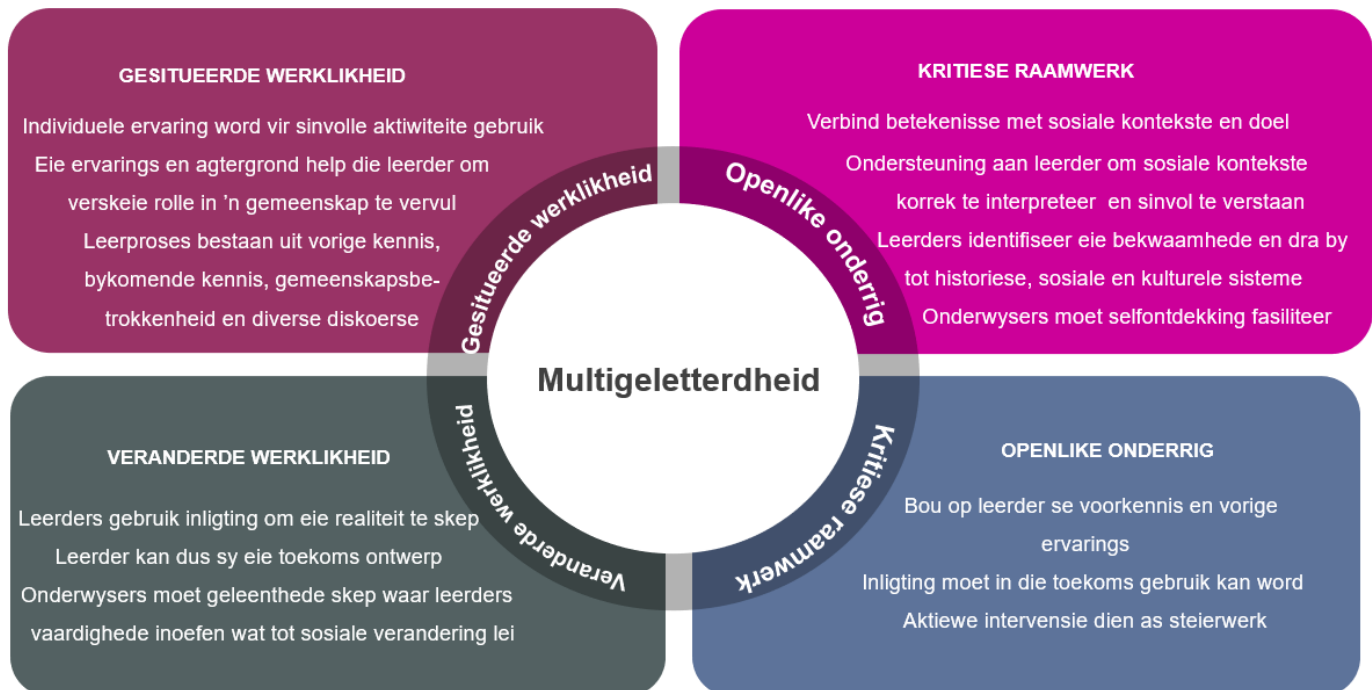 GESITUEERDE WERKLIKHEID
Individuele ervaring word vir sinvolle aktiwiteite gebruik
Eie ervarings en agtergrond help die leerder om
verskeie rolle in 'n gemeenskap te vervul
Leerproses bestaan uit vorige kennis,
bykomende kennis, gemeenskapsbe-
trokkenheid en diverse diskoerse
KRITIESE RAAMWERK
Verbind betekenisse met sosiale kontekste en doel
Ondersteuning aan leerder om sosiale kontekste
korrek te interpreteer en sinvol te verstaan
Leerders identifiseer eie bekwaamhede en dra by
tot historiese, sosiale en kulturele sisteme
Onderwysers moet selfontdekking fasiliteer
Gesitueerde werklikheid
Openlike onderrig
Multigeletterdheid
Veranderde werklikheid
Kritiese raamwerk
VERANDERDE WERKLIKHEID
Leerders gebruik inligting om eie realiteit te skep
Leerder kan dus sy eie toekoms ontwerp
Onderwysers moet geleenthede skep waar leerders
vaardighede inoefen wat tot sosiale verandering lei
OPENLIKE ONDERRIG
Bou op leerder se voorkennis en vorige
ervarings
Inligting moet in die toekoms gebruik kan word
Aktiewe intervensie dien as steierwerk